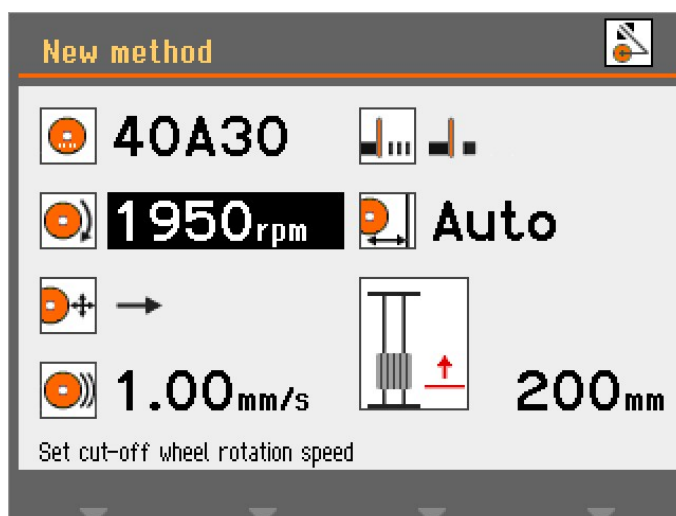 New method
40A30
1950rpm
Auto
1.00mm/s
200mm
Set cut-off wheel rotation speed